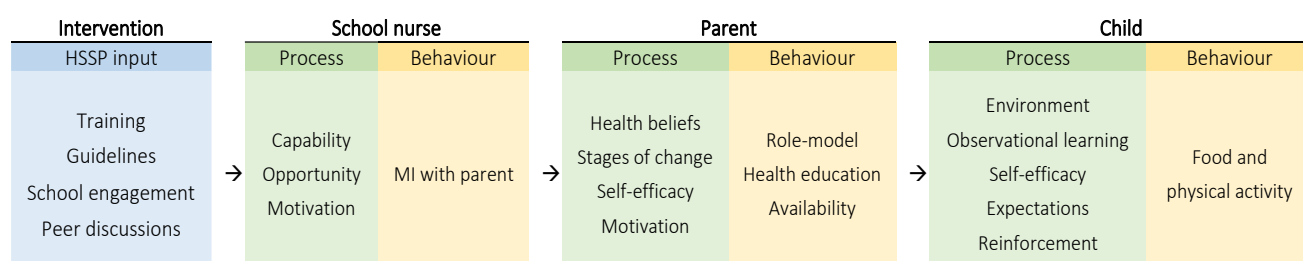 Intervention
School nurse
Parent
Child
HSSP input
Process
Behaviour
Process
Behaviour
Process
Behaviour
Training
Guidelines
School engagement
Peer discussions
→
Capability
Opportunity
Motivation
MI with parent
→
Health beliefs
Stages of change
Self-efficacy
Motivation
Role-model
Health education
Availability
→
Environment
Observational learning
Self-efficacy
Expectations
Reinforcement
Food and
physical activity